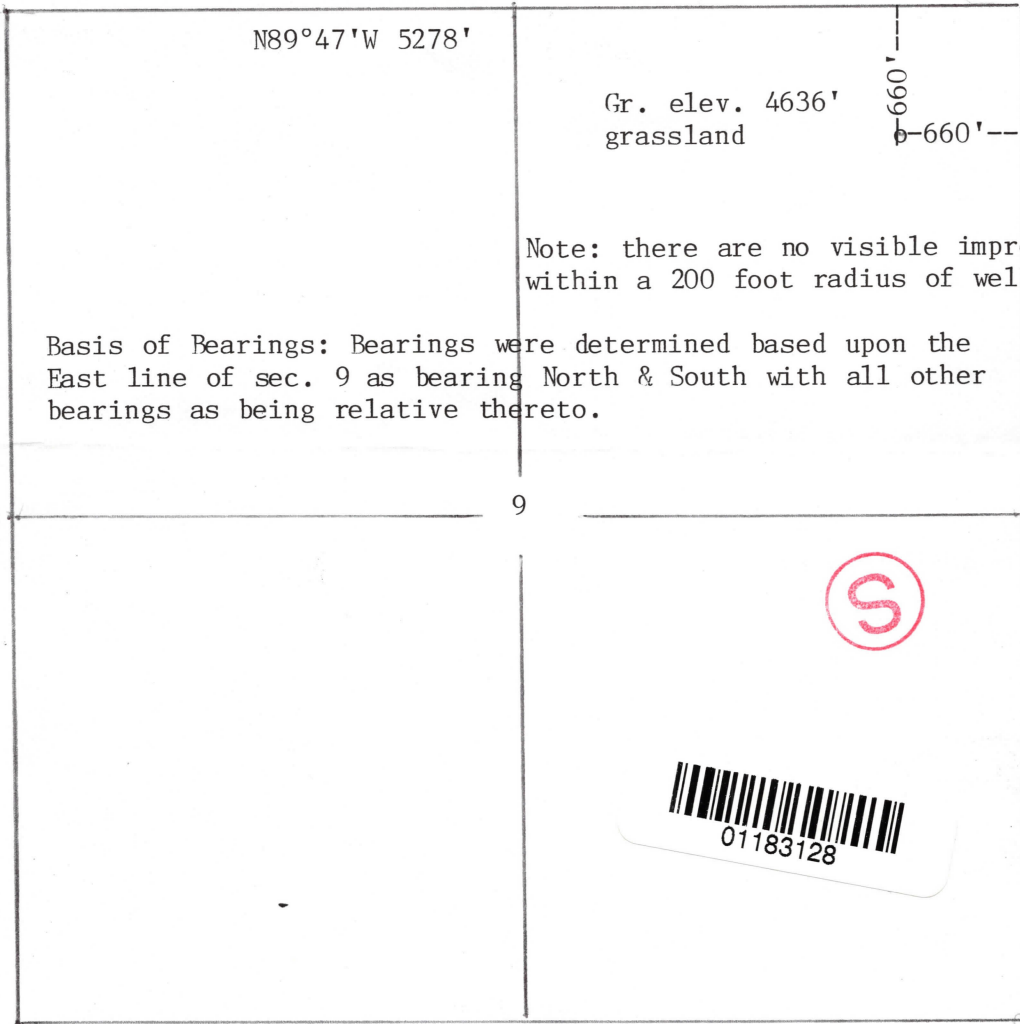 N89°47'W 5278'
Gr. elev. 4636'
grassland
660'
660'
Note: there are no visible impr
within a 200 foot radius of wel
Basis of Bearings: Bearings were determined based upon the
East line of sec. 9 as bearing North & South with all other
bearings as being relative thereto.
9
S
01183128